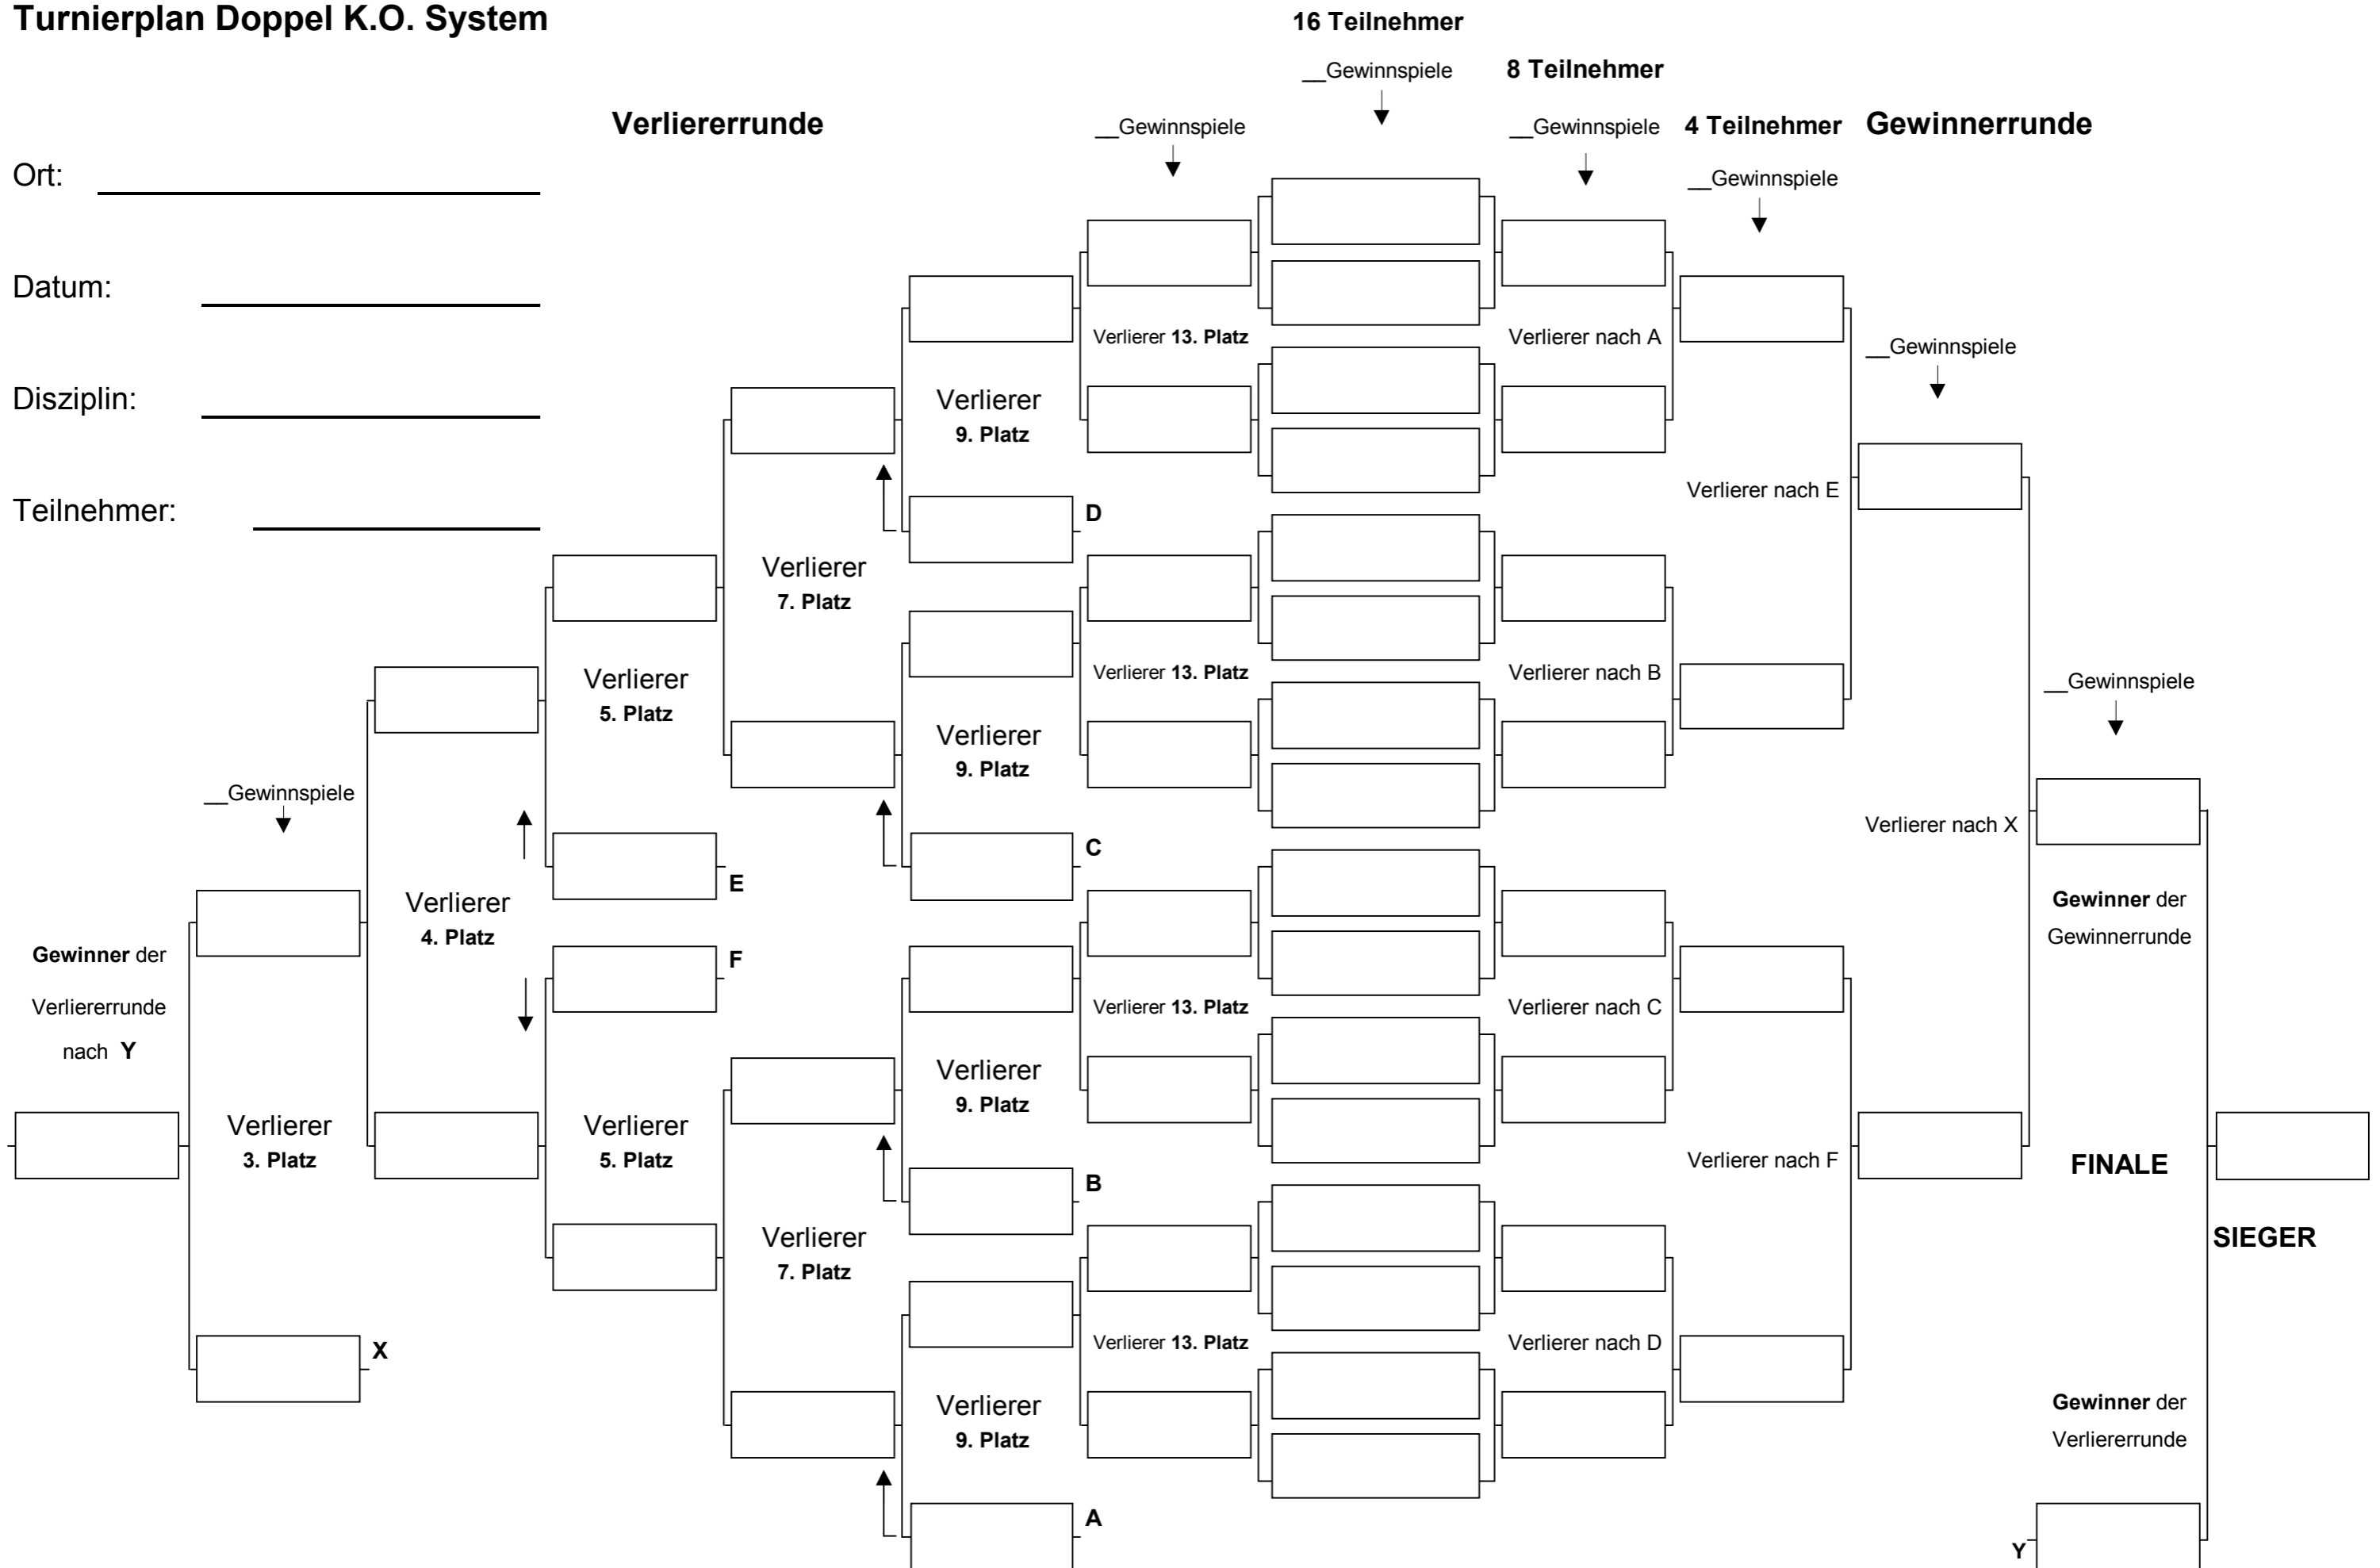 Turnierplan Doppel K.O. System
16 Teilnehmer
__Gewinnspiele
8 Teilnehmer
Verliererrunde
__Gewinnspiele
__Gewinnspiele
4 Teilnehmer
Gewinnerrunde
Ort:
__Gewinnspiele
Datum:
Verlierer 13. Platz
Verlierer nach A
__Gewinnspiele
Disziplin:
Verlierer
9. Platz
Verlierer nach E
Teilnehmer:
D
Verlierer
7. Platz
Verlierer 13. Platz
Verlierer nach B
Verlierer
5. Platz
__Gewinnspiele
Verlierer
9. Platz
__Gewinnspiele
Verlierer nach X
C
E
Verlierer
4. Platz
Gewinner der
Gewinnerrunde
Gewinner der
Verliererrunde
nach Y
F
Verlierer 13. Platz
Verlierer nach C
Verlierer
9. Platz
Verlierer
3. Platz
Verlierer
5. Platz
Verlierer nach F
FINALE
B
Verlierer
7. Platz
SIEGER
Verlierer 13. Platz
Verlierer nach D
X
Verlierer
9. Platz
Gewinner der
Verliererrunde
A
Y